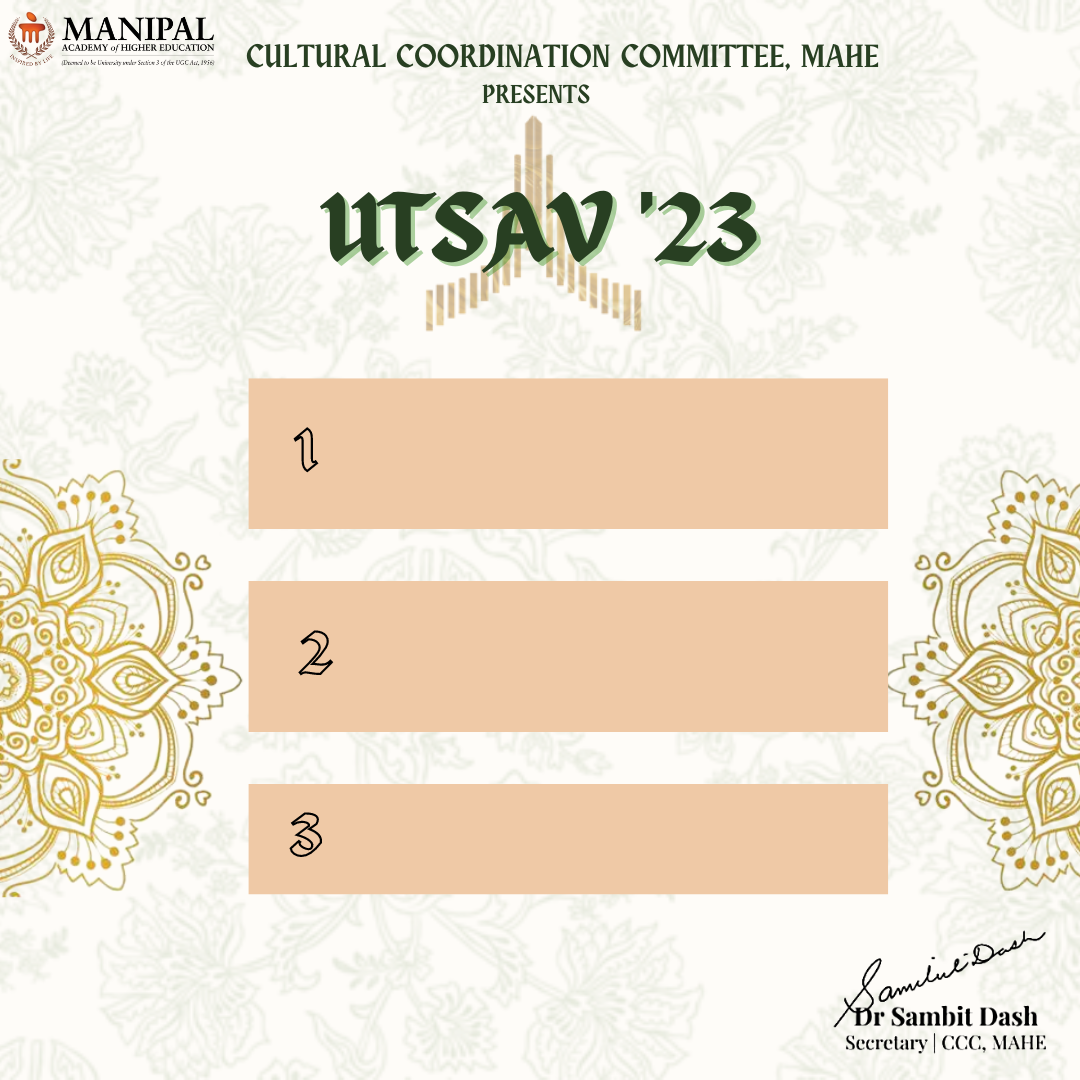 MANIPAL
ACADEMY of HIGHER EDUCATION
(Deemed to be University under Section 3 of the UGC Act, 1956)
INSPIRED BY LIFE
CULTURAL COORDINATION COMMITTEE, MAHE
PRESENTS
UTSAV '23
1
2
3
Sambit Dash
Dr Sambit Dash
Secretary | CCC, MAHE